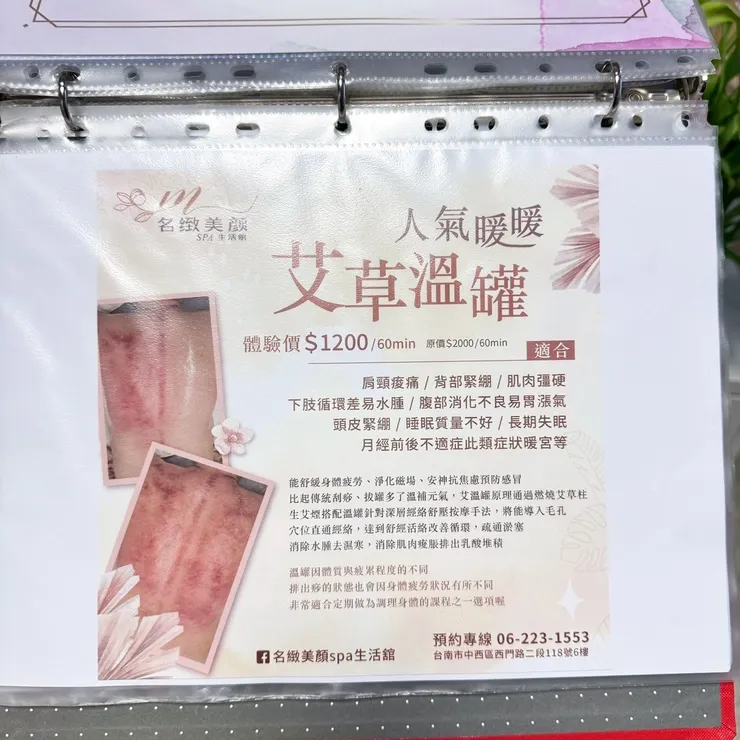 m
名緻美顏
SPA 生活館
人氣暖暖
艾草溫罐
體驗價$1200/60min 原價$2000/60min
適合
肩頸痠痛 / 背部緊繃 / 肌肉彊硬
下肢循環差易水腫 / 腹部消化不良易胃漲氣
頭皮緊繃 / 睡眠質量不好 / 長期失眠
月經前後不適症此類症狀暖宮等
能舒緩身體疲勞、淨化磁場、安神抗焦慮預防感冒
比起傳統刮痧、拔罐多了溫補元氣，艾溫罐原理通過燃燒艾草柱
生艾煙搭配溫罐針對深層經絡舒壓按摩手法，將能導入毛孔
穴位直通經絡，達到舒經活絡改善循環，疏通淤塞
消除水腫去濕寒，消除肌肉痠脹排出乳酸堆積
溫罐因體質與疲累程度的不同
排出痧的狀態也會因身體疲勞狀況有所不同
非常適合定期做為調理身體的課程之一選項喔
名緻美顏spa生活舘
預約專線 06-223-1553
台南市中西區西門路二段118號6樓